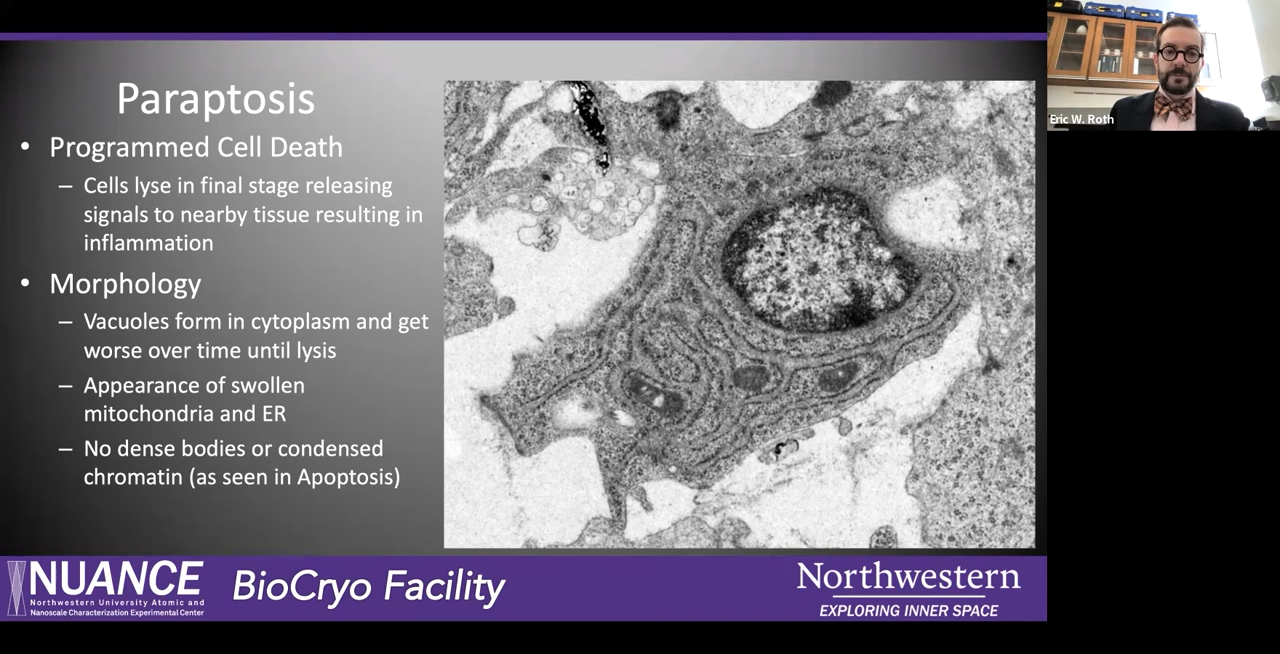 Paraptosis
• Programmed Cell Death
– Cells lyse in final stage releasing
signals to nearby tissue resulting in
inflammation
• Morphology
– Vacuoles form in cytoplasm and get
worse over time until lysis
– Appearance of swollen
mitochondria and ER
– No dense bodies or condensed
chromatin (as seen in Apoptosis)
Eric W. Roth
NUANCE
Northwestern University Atomic and
Nanoscale Characterization Experimental Center
BioCryo Facility
Northwestern
EXPLORING INNER SPACE